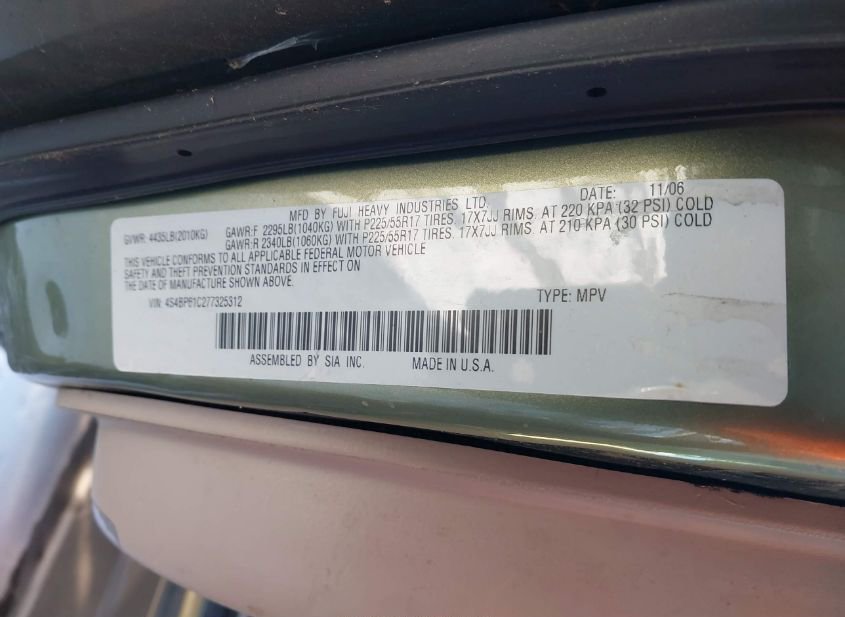 MFD BY FUJI HEAVY INDUSTRIES LTD. DATE: 11/06
GVWR: 4435LB(2010KG) GAWR:F 2295LB(1040KG) WITH P225/55R17 TIRES. 17X7JJ RIMS. AT 220 KPA (32 PSI) COLD
GAWR:R 2340LB(1060KG) WITH P225/55R17 TIRES. 17X7JJ RIMS. AT 210 KPA (30 PSI) COLD
THIS VEHICLE CONFORMS TO ALL APPLICABLE FEDERAL MOTOR VEHICLE
SAFETY AND THEFT PREVENTION STANDARDS IN EFFECT ON
THE DATE OF MANUFACTURE SHOWN ABOVE.
VIN: 4S4BP61C277325312 TYPE: MPV
ASSEMBLED BY SIA INC. MADE IN U.S.A.